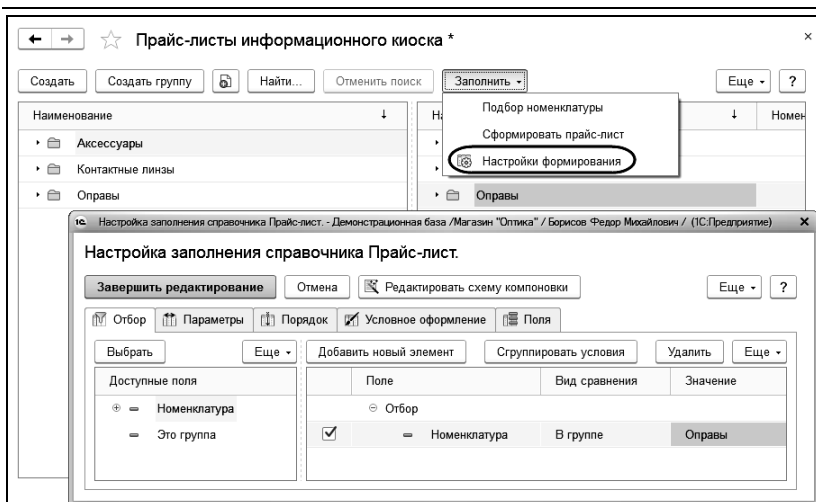 Прайс-листы информационного киоска *
Создать Создать группу Найти... Отменить поиск Заполнить Еще ?
Наименование Номен
Подбор номенклатуры
Сформировать прайс-лист
Настройки формирования
Аксессуары
Контактные линзы
Оправы Оправы
1С Настройка заполнения справочника Прайс-лист. - Демонстрационная база /Магазин "Оптика" / Борисов Федор Михайлович / (1С:Предприятие)
Настройка заполнения справочника Прайс-лист.
Завершить редактирование Отмена Редактировать схему компоновки Еще ?
Отбор Параметры Порядок Условное оформление Поля
Выбрать Еще Добавить новый элемент Сгруппировать условия Удалить Еще
Доступные поля Поле Вид сравнения Значение
Номенклатура Отбор
Это группа Номенклатура В группе Оправы